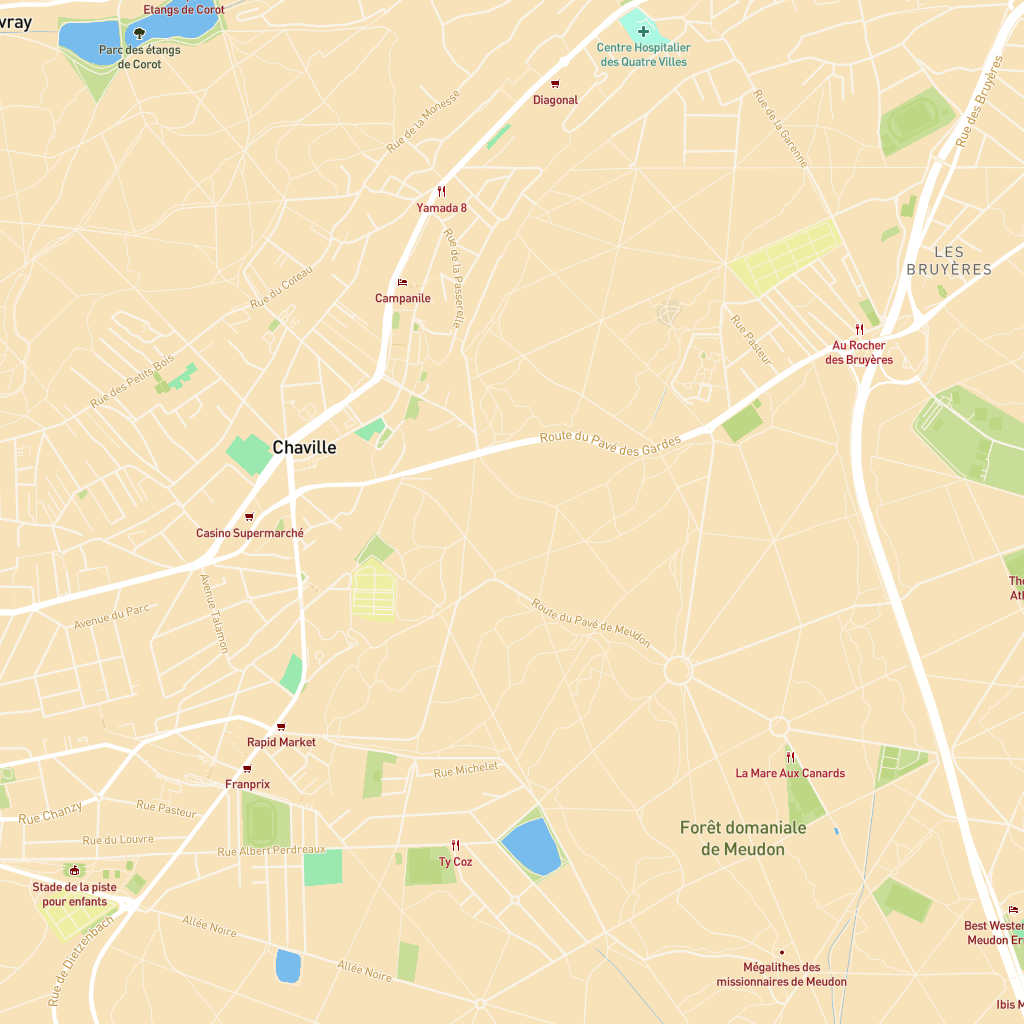 Etangs de Corot
Parc des étangs
de Corot
Centre Hospitalier
des Quatre Villes
Diagonal
Rue de la Monesse
Rue de la Garenne
Rue des Bruyères
Yamada 8
Rue de la Passerelle
LES
BRUYÈRES
Rue du Coteau
Campanile
Rue Pasteur
Au Rocher
des Bruyères
Rue des Petits Bois
Chaville
Route du Pavé des Gardes
Casino Supermarché
Avenue du Parc
Avenue Talamon
Route du Pavé de Meudon
Rapid Market
Franprix
Rue Michelet
La Mare Aux Canards
Rue Chanzy
Rue Pasteur
Rue du Louvre
Rue Albert Perdreaux
Forêt domaniale
de Meudon
Ty Coz
Stade de la piste
pour enfants
Allée Noire
Allée Noire
Rue de Dietzenbach
Best
Meudon
Mégalithes des
missionnaires de Meudon
Ibis